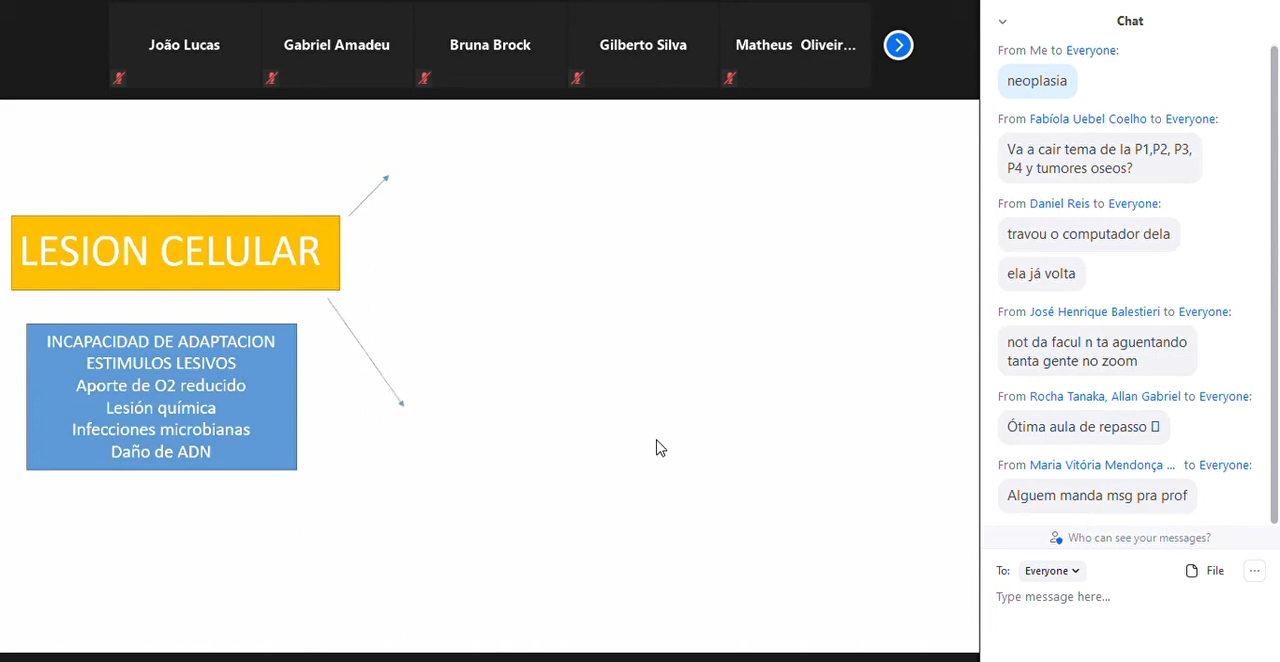 João Lucas
Gabriel Amadeu
Bruna Brock
Gilberto Silva
Matheus Oliveir...
LESION CELULAR
INCAPACIDAD DE ADAPTACION
ESTIMULOS LESIVOS
Aporte de O2 reducido
Lesión química
Infecciones microbianas
Daño de ADN
Chat
From Me to Everyone:
neoplasia
From Fabíola Uebel Coelho to Everyone:
Va a cair tema de la P1,P2, P3,
P4 y tumores oseos?
From Daniel Reis to Everyone:
travou o computador dela
ela já volta
From José Henrique Balestieri to Everyone:
not da facul n ta aguentando
tanta gente no zoom
From Rocha Tanaka, Allan Gabriel to Everyone:
Ótima aula de repasso
From Maria Vitória Mendonça ... to Everyone:
Alguem manda msg pra prof
Who can see your messages?
To: Everyone File
Type message here...